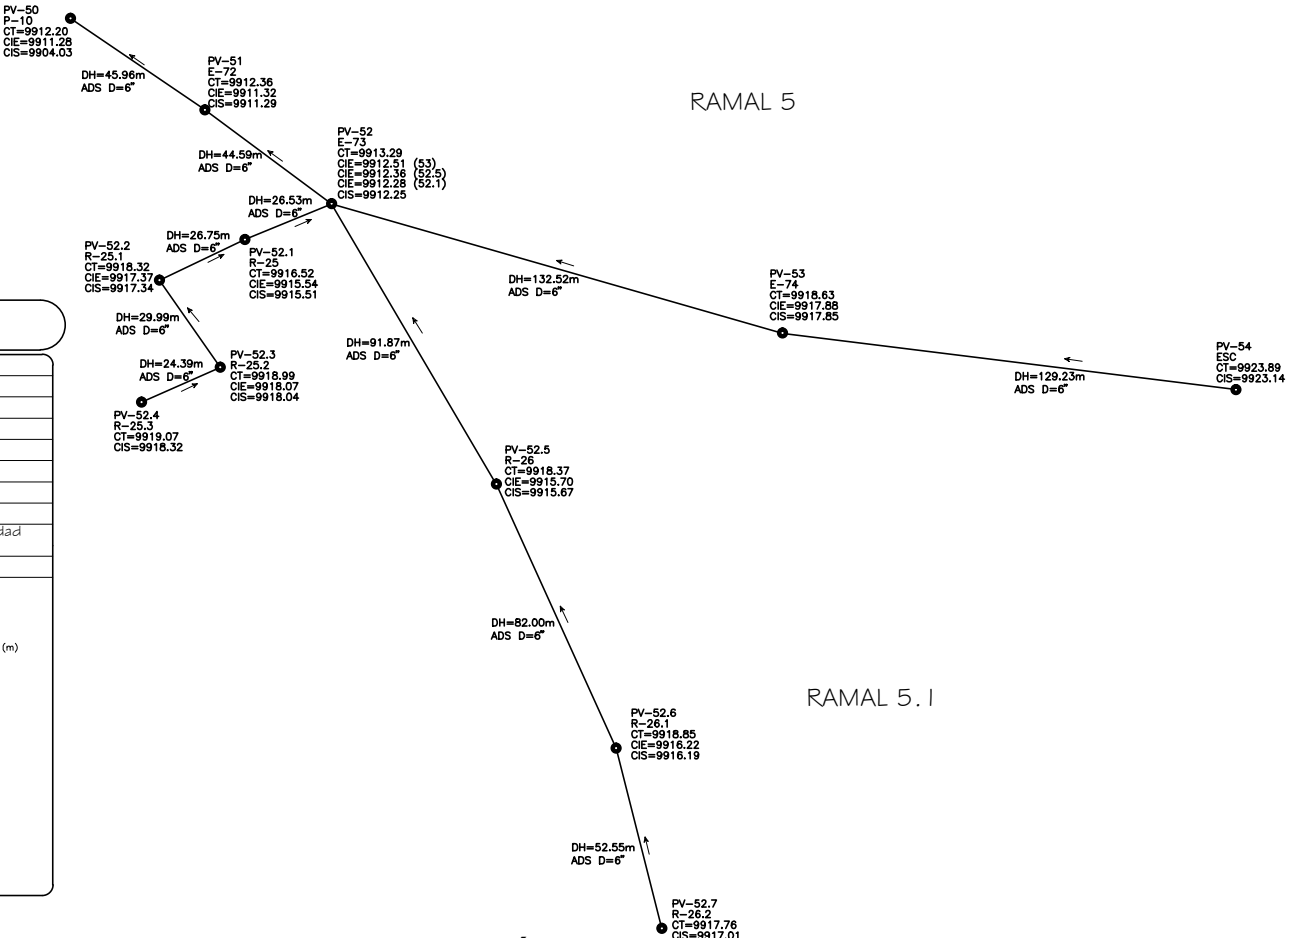 PV-50
P-10
CT=9912.20
CIE=9911.28
CIS=9904.03
DH=45.96m
ADS D=6"
PV-51
E-72
CT=9912.36
CIE=9911.32
CIS=9911.29
RAMAL 5
DH=44.59m
ADS D=6"
PV-52
E-73
CT=9913.29
CIE=9912.51 (53)
CIE=9912.36 (52.5)
CIE=9912.28 (52.1)
CIS=9912.25
DH=26.53m
ADS D=6"
DH=26.75m
ADS D=6"
PV-52.2
R-25.1
CT=9918.32
CIE=9917.37
CIS=9917.34
PV-52.1
R-25
CT=9916.52
CIE=9915.54
CIS=9915.51
DH=132.52m
ADS D=6"
PV-53
E-74
CT=9918.63
CIE=9917.88
CIS=9917.85
DH=29.99m
ADS D=6"
DH=91.87m
ADS D=6"
PV-54
ESC
CT=9923.89
CIS=9923.14
DH=24.39m
ADS D=6"
PV-52.3
R-25.2
CT=9918.99
CIE=9918.07
CIS=9918.04
DH=129.23m
ADS D=6"
PV-52.4
R-25.3
CT=9919.07
CIS=9918.32
PV-52.5
R-26
CT=9918.37
CIE=9915.70
CIS=9915.67
dad
DH=82.00m
ADS D=6"
(m)
RAMAL 5.1
PV-52.6
R-26.1
CT=9918.85
CIE=9916.22
CIS=9916.19
DH=52.55m
ADS D=6"
PV-52.7
R-26.2
CT=9917.76
CIS=9917.01